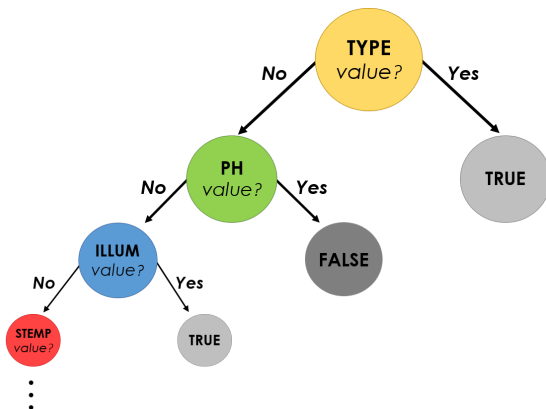 TYPE
value?
No
Yes
PH
value?
TRUE
No
Yes
ILLUM
value?
FALSE
No
Yes
STEMP
value?
TRUE